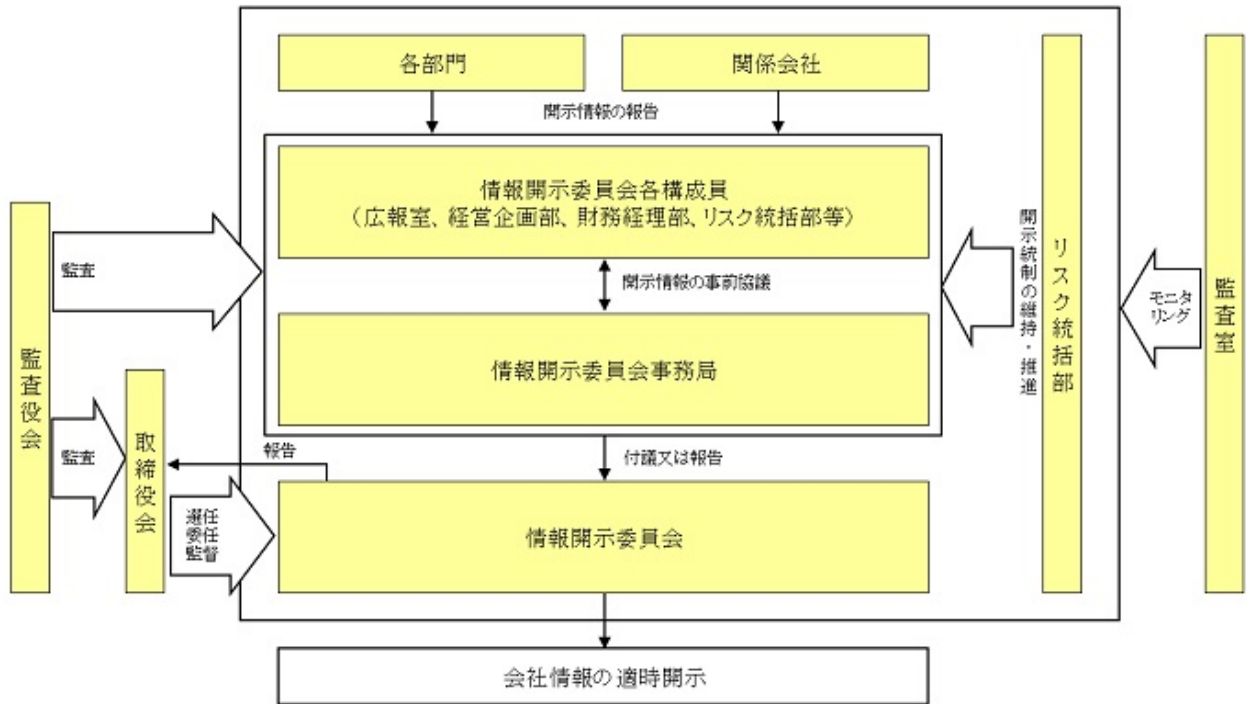 各部門
関係会社
開示情報の報告
情報開示委員会各構成員
（広報室、経営企画部、財務経理部、リスク統括部等）
開示情報の事前協議
情報開示委員会事務局
監査
監査役会
監査
取締役会
報告
付議又は報告
選任
委任
監督
情報開示委員会
開示統制の維持・推進
リスク統括部
モニタ
リング
監査室
会社情報の適時開示